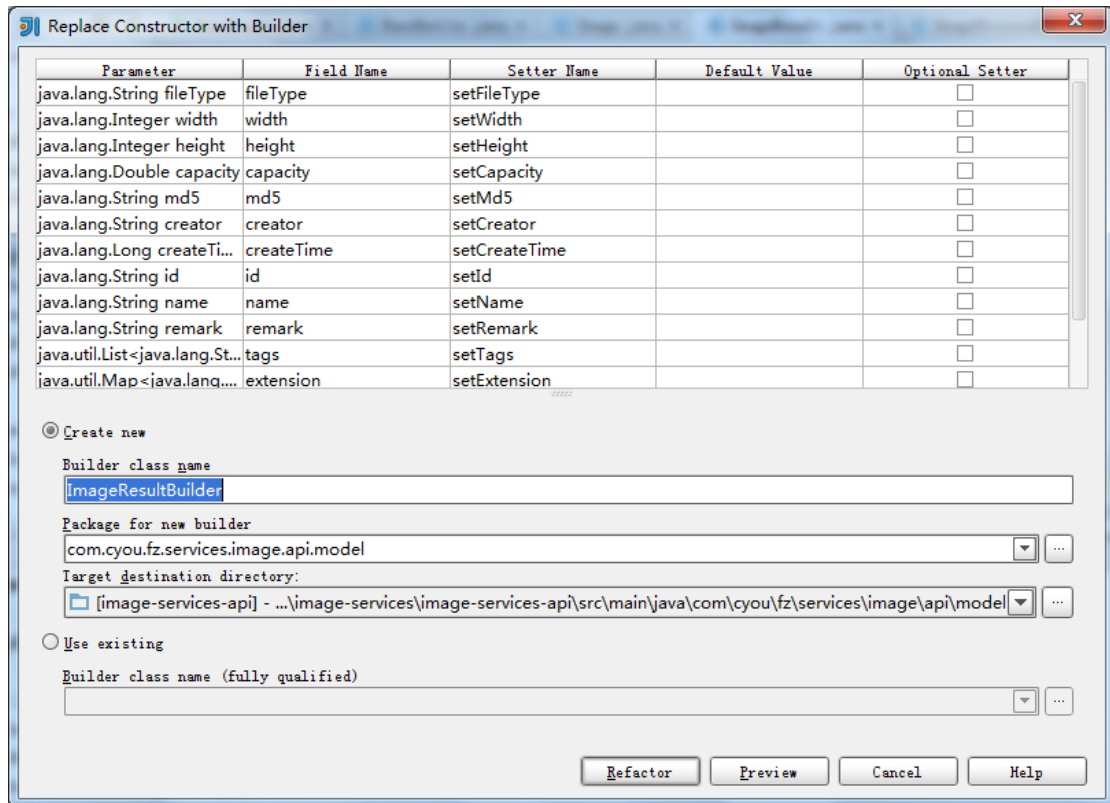 Replace Constructor with Builder
Parameter Field Name Setter Name Default Value Optional Setter
java.lang.String fileType fileType setFileType
java.lang.Integer width width setWidth
java.lang.Integer height height setHeight
java.lang.Double capacity capacity setCapacity
java.lang.String md5 md5 setMd5
java.lang.String creator creator setCreator
java.lang.Long createTi... createTime setCreateTime
java.lang.String id id setId
java.lang.String name name setName
java.lang.String remark remark setRemark
java.util.List<java.lang.St... tags setTags
java.util.Map<java.lang.... extension setExtension
Create new
Builder class name
ImageResultBuilder
Package for new builder
com.cyou.fz.services.image.api.model
...
Target destination directory:
[image-services-api] - ...\image-services\image-services-api\src\main\java\com\cyou\fz\services\image\api\model
...
Use existing
Builder class name (fully qualified)
...
Refactor Preview Cancel Help